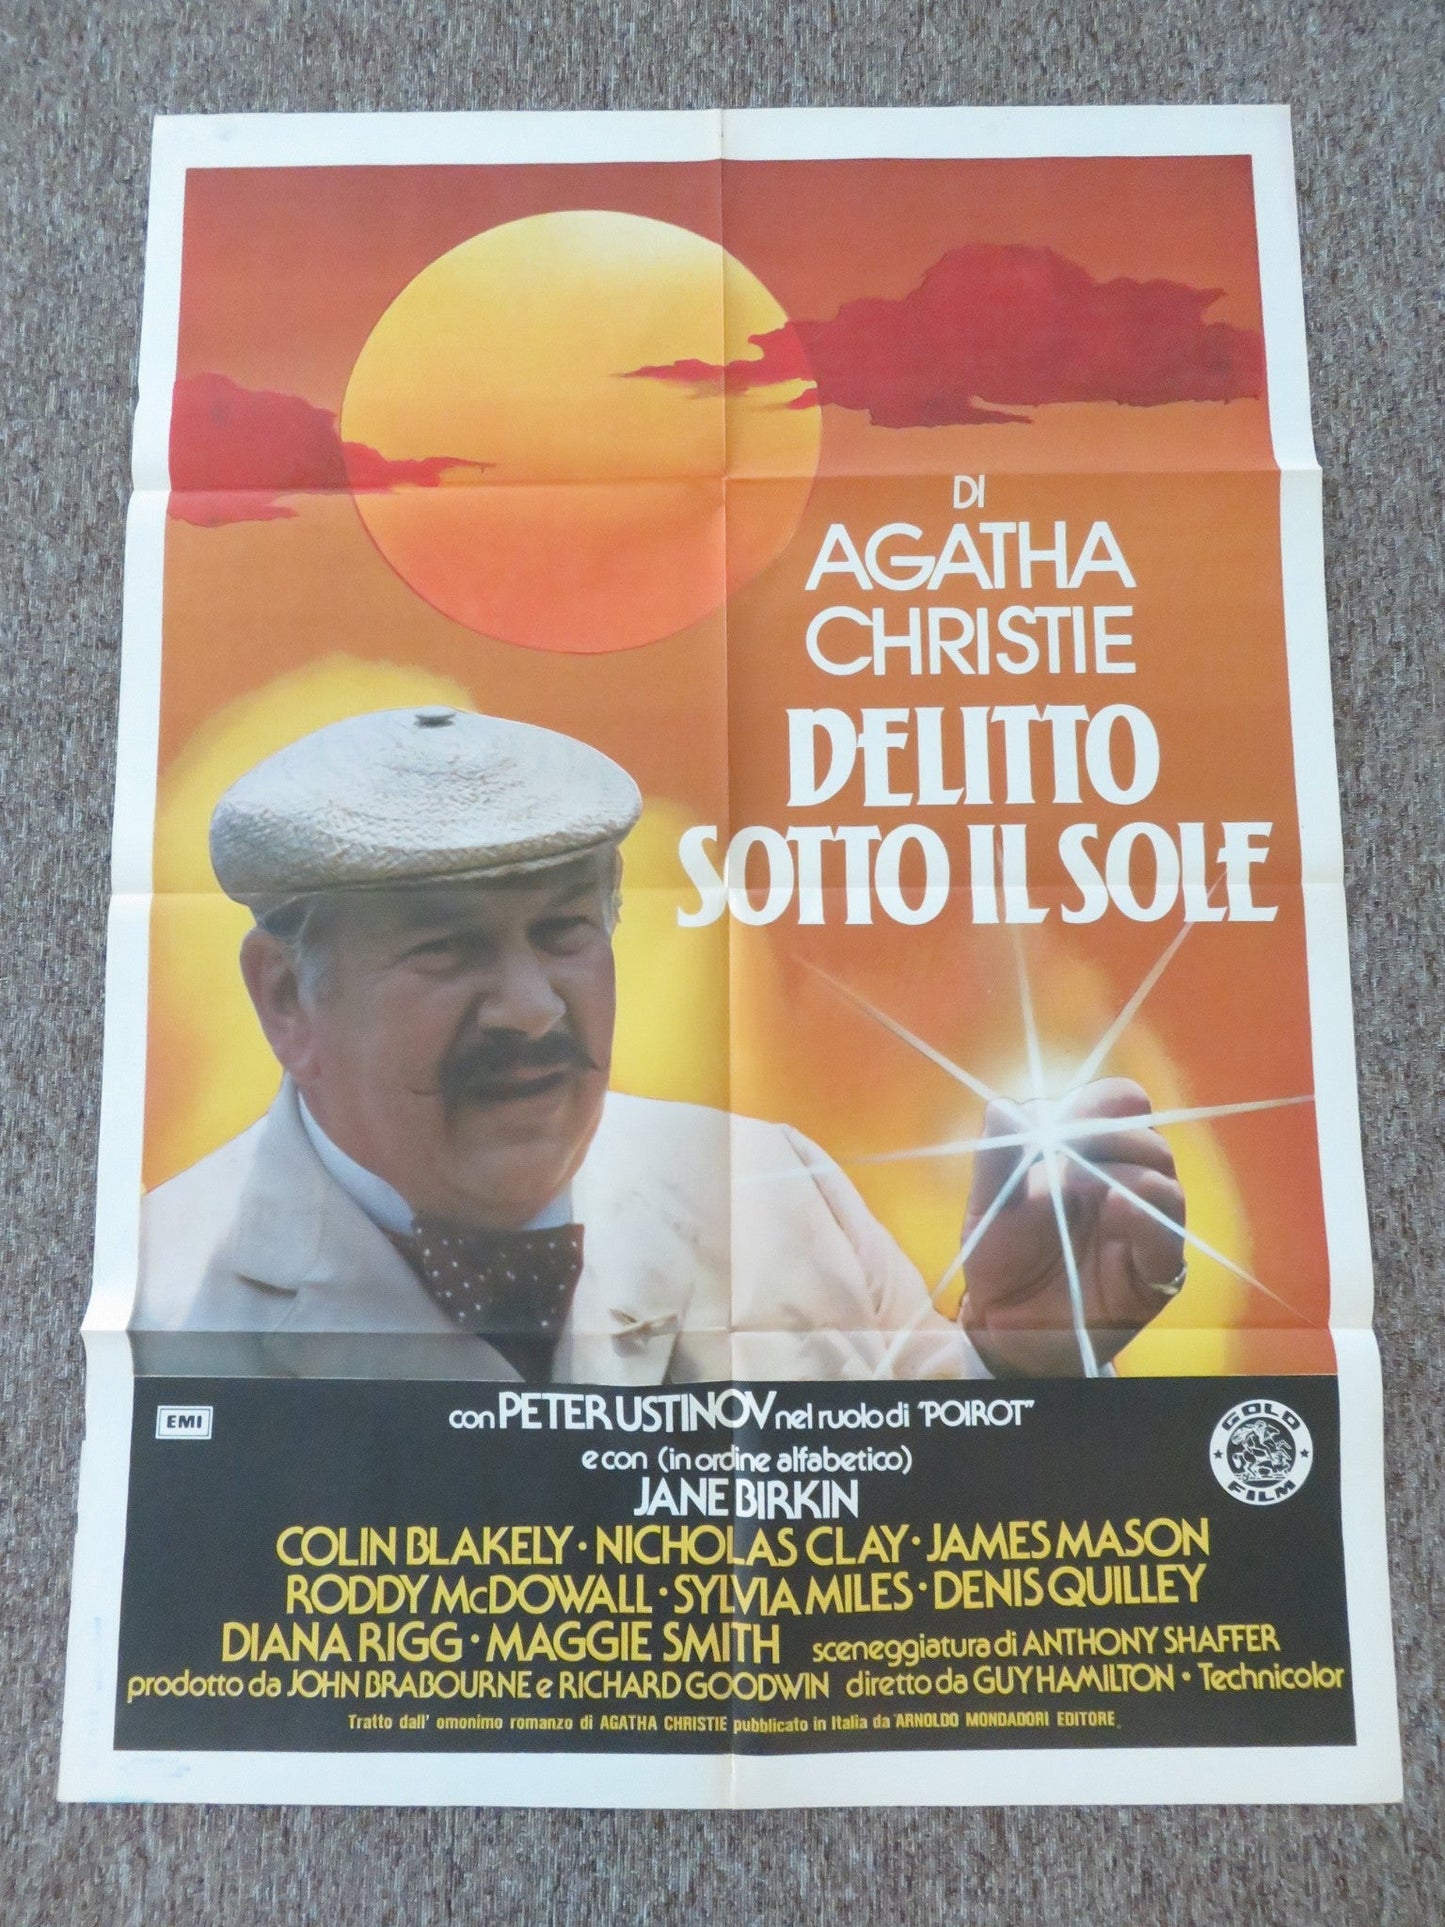 DI
AGATHA
CHRISTIE
DELITTO
SOTTO IL SOLE
EMI
con PETER USTINOV nel ruolo di "POIROT"
COLO FILM
e con (in ordine alfabetico)
JANE BIRKIN
COLIN BLAKELY • NICHOLAS CLAY • JAMES MASON
RODDY McDOWALL • SYLVIA MILES • DENIS QUILLEY
DIANA RIGG • MAGGIE SMITH sceneggiatura di ANTHONY SHAFFER
prodotto da JOHN BRABOURNE e RICHARD GOODWIN diretto da GUY HAMILTON • Technicolor
Tratto dall' omonimo romanzo di AGATHA CHRISTIE pubblicato in Italia da ARNOLDO MONDADORI EDITORE.